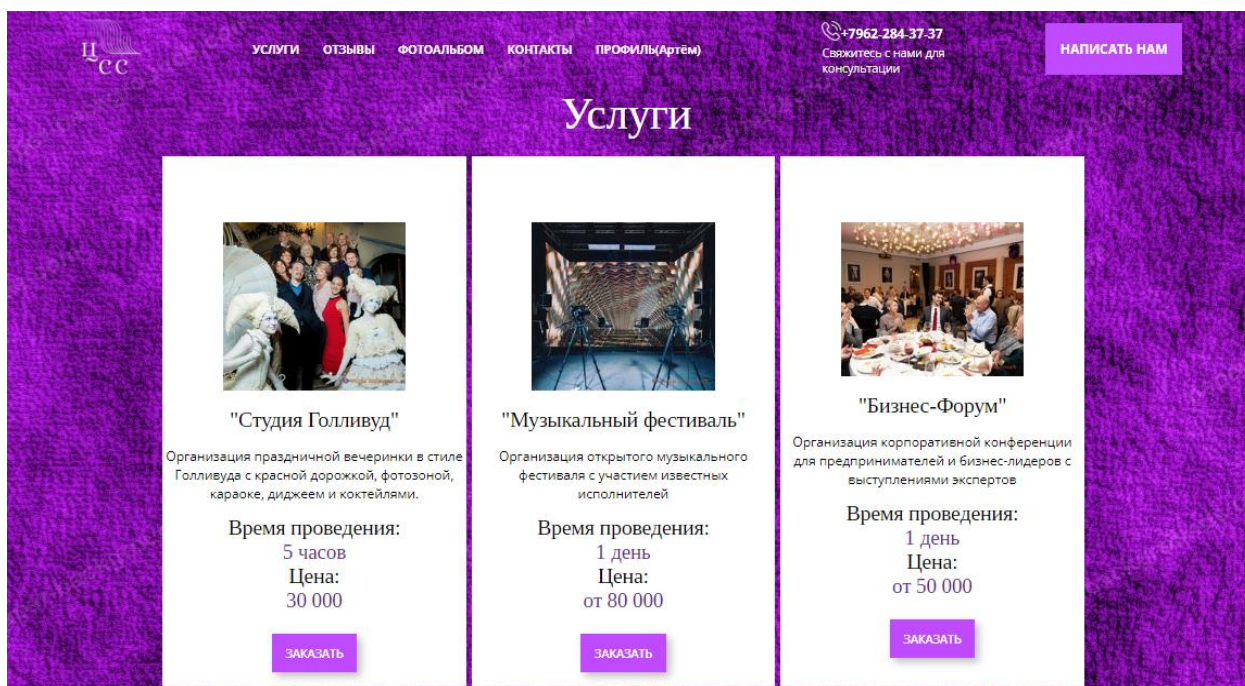 Ц
СС
УСЛУГИ ОТЗЫВЫ ФОТОАЛЬБОМ КОНТАКТЫ ПРОФИЛЬ(Артём)
+7962-284-37-37
Свяжитесь с нами для
консультации
НАПИСАТЬ НАМ
Услуги
"Студия Голливуд"
Организация праздничной вечеринки в стиле
Голливуда с красной дорожкой, фотозоной,
караоке, диджеем и коктейлями.
Время проведения:
5 часов
Цена:
30 000
ЗАКАЗАТЬ
"Музыкальный фестиваль"
Организация открытого музыкального
фестиваля с участием известных
исполнителей
Время проведения:
1 день
Цена:
от 80 000
ЗАКАЗАТЬ
"Бизнес-Форум"
Организация корпоративной конференции
для предпринимателей и бизнес-лидеров с
выступлениями экспертов
Время проведения:
1 день
Цена:
от 50 000
ЗАКАЗАТЬ